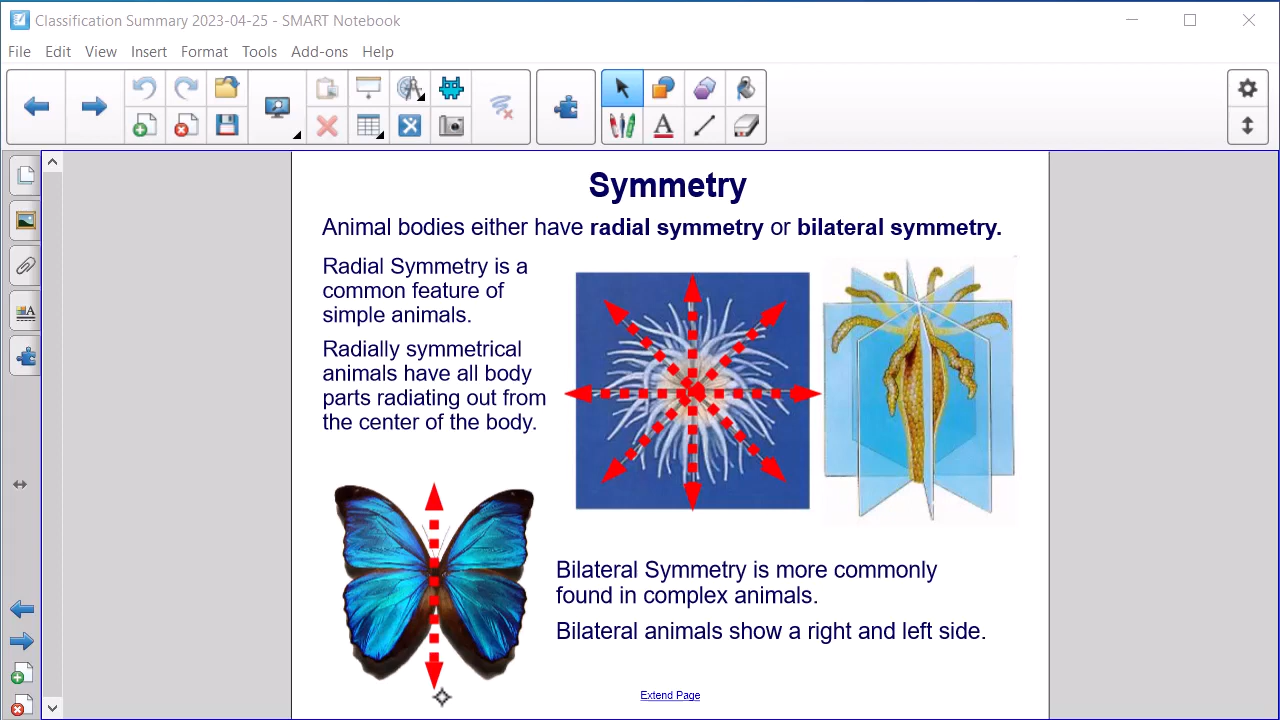 Classification Summary 2023-04-25 - SMART Notebook
File Edit View Insert Format Tools Add-ons Help
Symmetry
Animal bodies either have radial symmetry or bilateral symmetry.
Radial Symmetry is a
common feature of
simple animals.
Radially symmetrical
animals have all body
parts radiating out from
the center of the body.
Bilateral Symmetry is more commonly
found in complex animals.
Bilateral animals show a right and left side.
Extend Page